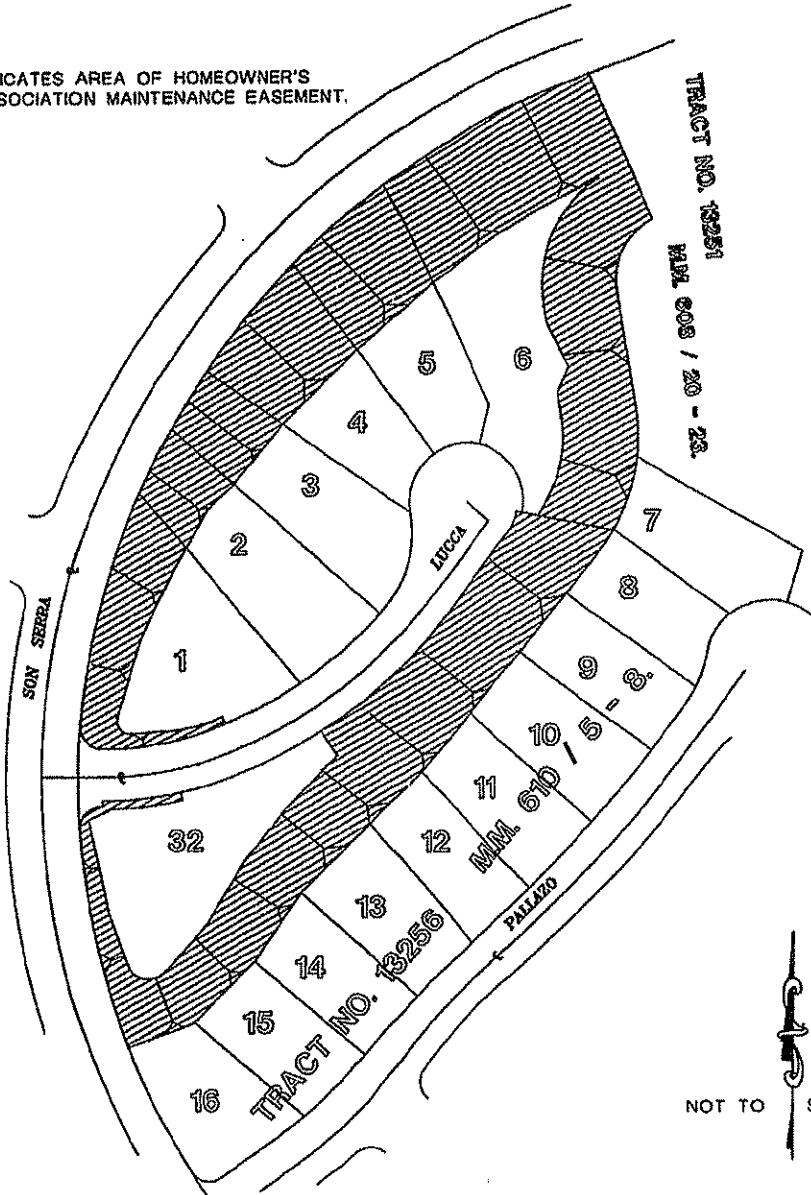 ICATES AREA OF HOMEOWNER'S
SOCIATION MAINTENANCE EASEMENT.
TRACT NO. 13251
M.M. 608 / 20 - 23.
6
5
4
3
2
1
7
8
9
10
11
12
13
14
15
16
32
LUCCA
SON SERRA
PALLAZO
M.M. 610 / 5 - 8.
TRACT NO. 13256
NOT TO S